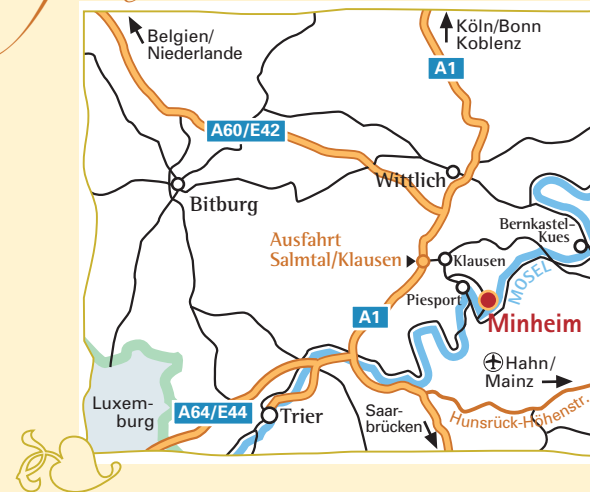 Belgien/
Niederlande
Köln/Bonn
Koblenz
A1
A60/E42
Wittlich
Bitburg
Bernkastel-
Kues
Ausfahrt
Salmtal/Klausen
Klausen
MOSEL
Piesport
A1
Minheim
Hahn/
Mainz
Luxem-
burg
A64/E44
Trier
Saar-
brücken
Hunsrück-Höhenstr.